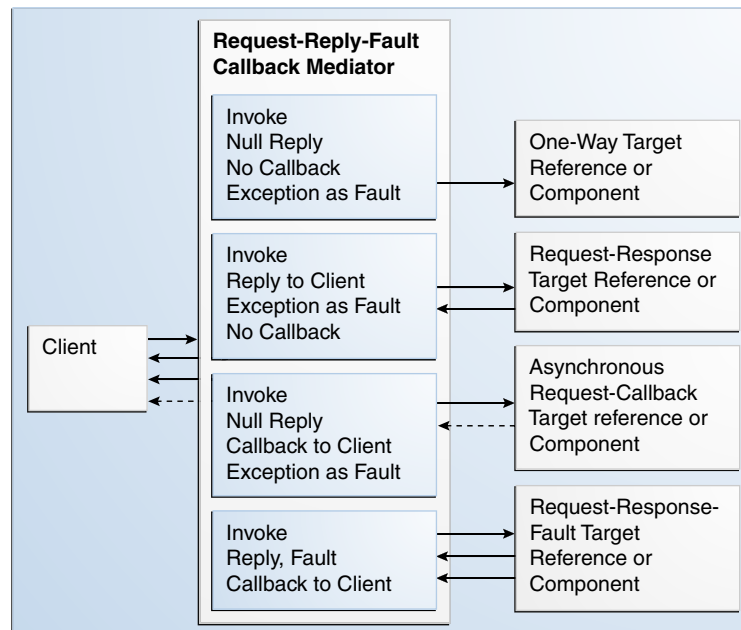 Request-Reply-Fault
Callback Mediator
Invoke
Null Reply
No Callback
Exception as Fault
One-Way Target
Reference or
Component
Invoke
Reply to Client
Exception as Fault
No Callback
Request-Response
Target Reference or
Component
Client
Invoke
Null Reply
Callback to Client
Exception as Fault
Asynchronous
Request-Callback
Target reference or
Component
Invoke
Reply, Fault
Callback to Client
Request-Response-
Fault Target
Reference or
Component